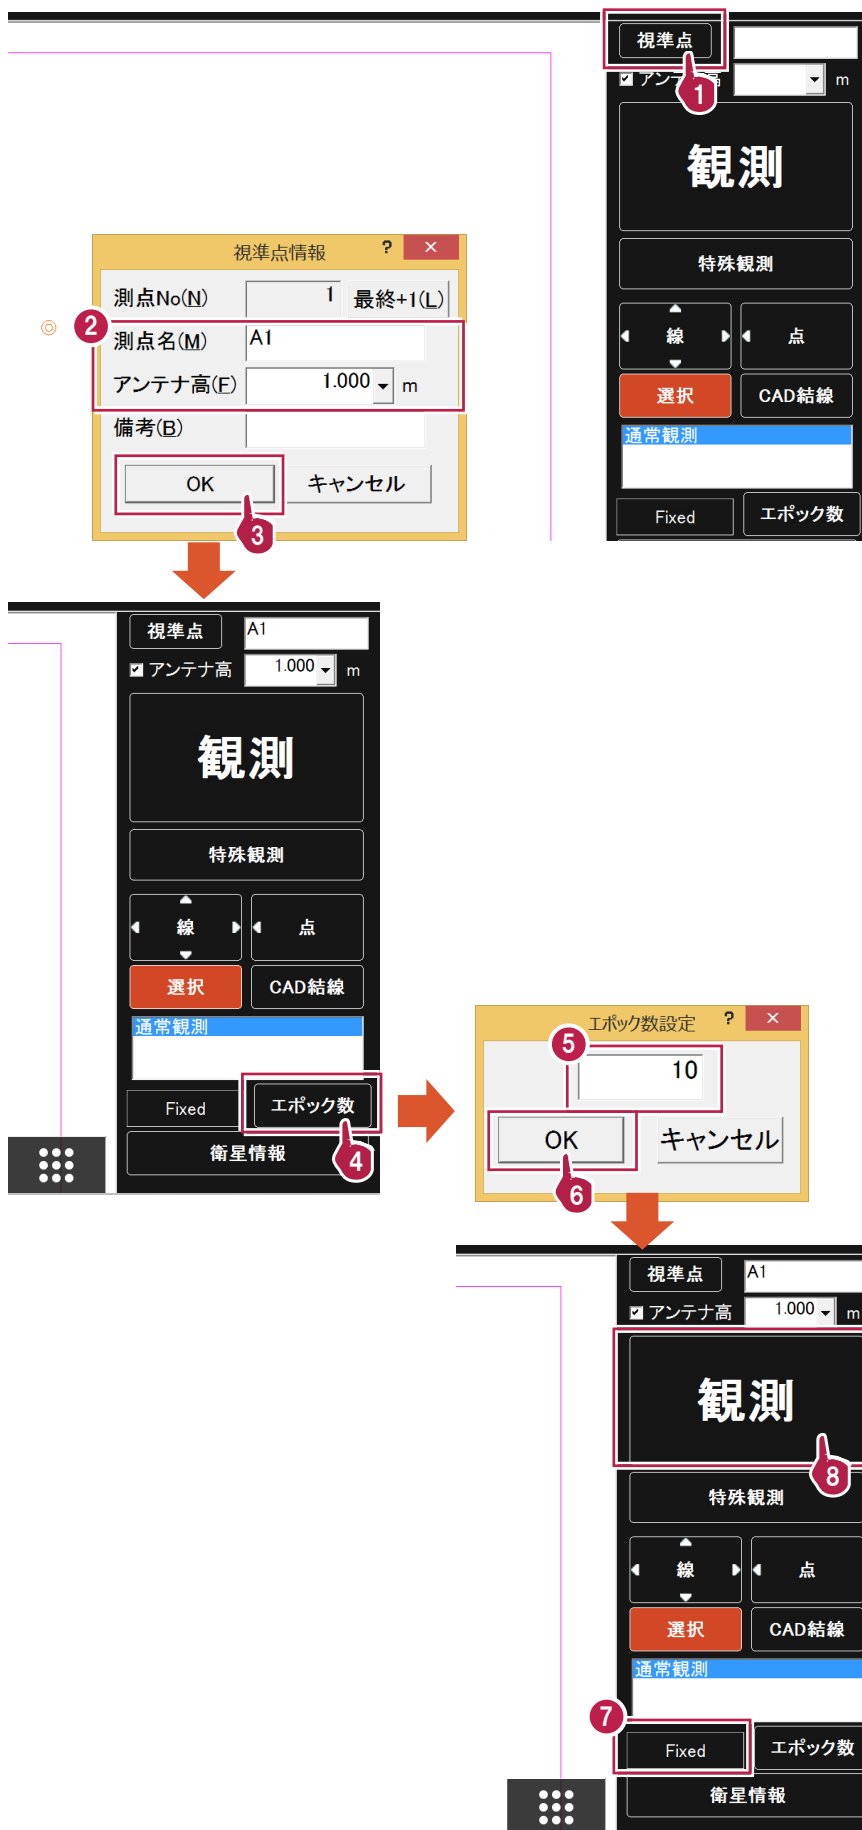 視準点
1
アンテナ高 m
観測
特殊観測
線 点
選択 CAD結線
通常観測
Fixed エポック数
視準点情報 ? ×
測点No(N) 1 最終+1(L)
2
測点名(M) A1
アンテナ高(F) 1.000 m
備考(B)
OK キャンセル
3
視準点 A1
アンテナ高 1.000 m
観測
特殊観測
線 点
選択 CAD結線
通常観測
Fixed エポック数
衛星情報
4
エポック数設定 ? ×
5
10
OK キャンセル
6
視準点 A1
アンテナ高 1.000 m
観測
8
特殊観測
線 点
選択 CAD結線
通常観測
7
Fixed エポック数
衛星情報